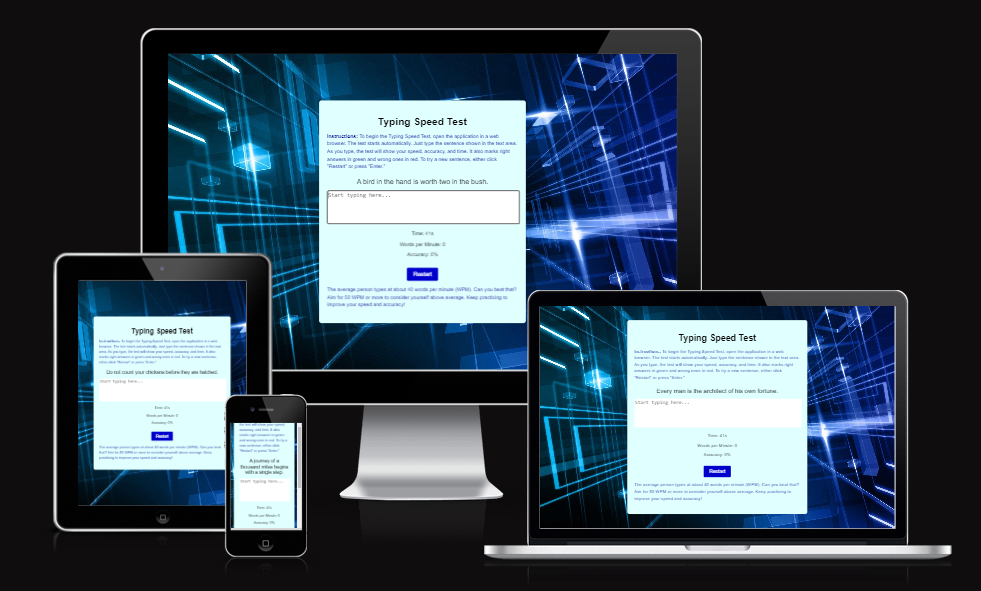 Typing Speed Test
Instructions: To begin the Typing Speed Test, open the application in a web
browser. The test starts automatically. Just type the sentence shown in the text area.
As you type, the test will show your speed, accuracy, and time. It also marks right
answers in green and wrong ones in red. To try a new sentence, either click
"Restart" or press "Enter."
A bird in the hand is worth two in the bush.
Start typing here...
Time: 41s
Words per Minute: 0
Accuracy: 0%
Restart
The average person types at about 40 words per minute (WPM). Can you beat that?
Aim for 50 WPM or more to consider yourself above average. Keep practicing to
improve your speed and accuracy!
Typing Speed Test
Instructions: To begin the Typing Speed Test, open the application in a web
browser. The test starts automatically. Just type the sentence shown in the text
area. As you type, the test will show your speed, accuracy, and time. It also
marks right answers in green and wrong ones in red. To try a new sentence,
either click "Restart" or press "Enter."
Do not count your chickens before they are hatched.
Start typing here...
Time: 41s
Words per Minute: 0
Accuracy: 0%
Restart
The average person types at about 40 words per minute (WPM). Can you beat
that? Aim for 50 WPM or more to consider yourself above average. Keep
practicing to improve your speed and accuracy!
the test will show your speed,
accuracy, and time. It also
marks right answers in green
and wrong ones in red. To try a
new sentence, either click
"Restart" or press "Enter."
A journey of a
thousand miles begins
with a single step.
Start typing here...
Time: 41s
Words per Minute: 0
Accuracy: 0%
Typing Speed Test
Instructions: To begin the Typing Speed Test, open the application in a web
browser. The test starts automatically. Just type the sentence shown in the text area.
As you type, the test will show your speed, accuracy, and time. It also marks right
answers in green and wrong ones in red. To try a new sentence, either click
"Restart" or press "Enter."
Every man is the architect of his own fortune.
Start typing here...
Time: 41s
Words per Minute: 0
Accuracy: 0%
Restart
The average person types at about 40 words per minute (WPM). Can you beat that?
Aim for 50 WPM or more to consider yourself above average. Keep practicing to
improve your speed and accuracy!